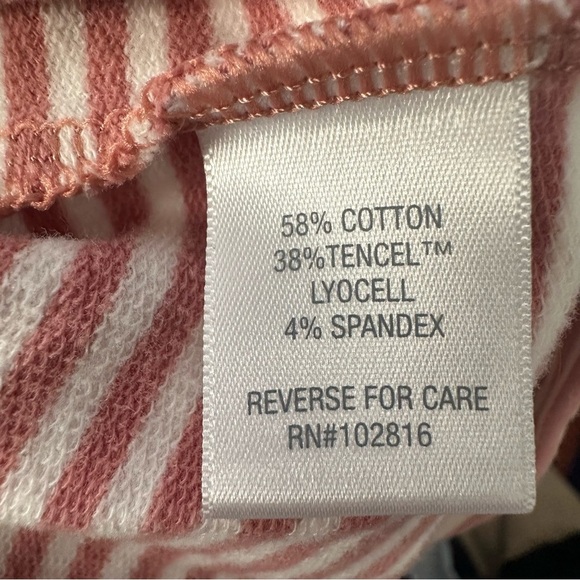 58% COTTON
38%TENCEL™
LYOCELL
4% SPANDEX
REVERSE FOR CARE
RN#102816